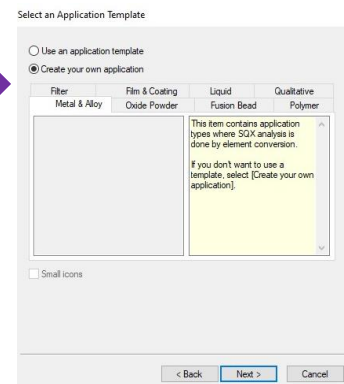 Select an Application Template
Use an application template
Create your own application
Filter Film & Coating Liquid Qualitative
Metal & Alloy Oxide Powder Fusion Bead Polymer
This item contains application
types where SQX analysis is
done by element conversion.
If you don't want to use a
template, select [Create your own
application].
Small icons
< Back Next > Cancel